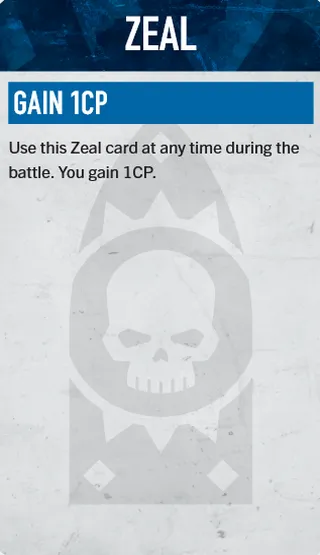 ZEAL
GAIN 1CP
Use this Zeal card at any time during the
battle. You gain 1CP.